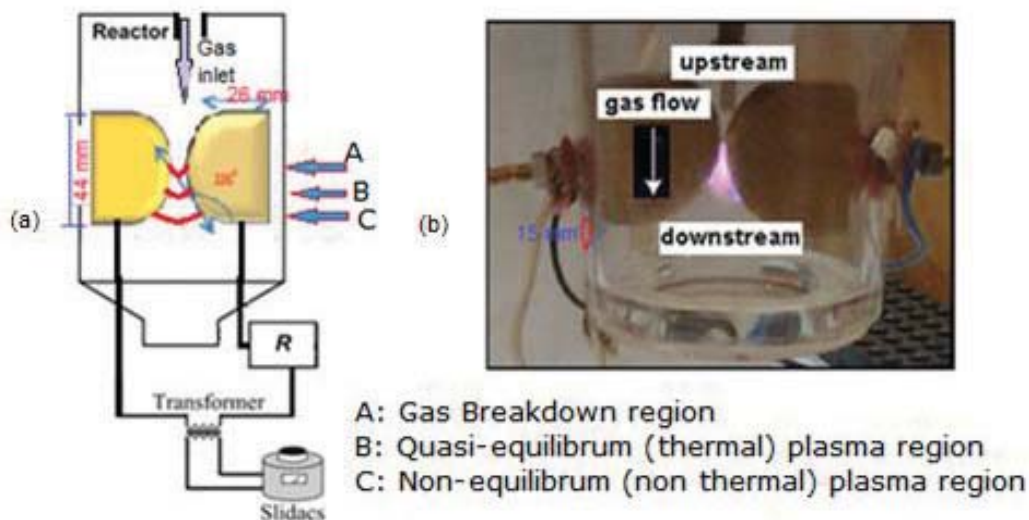 Reactor
Gas
inlet
26 mm
44 mm
A
B
C
(a)
R
Transformer
Slidacs
upstream
gas flow
(b)
15 mm
downstream
A: Gas Breakdown region
B: Quasi-equilibrum (thermal) plasma region
C: Non-equilibrum (non thermal) plasma region